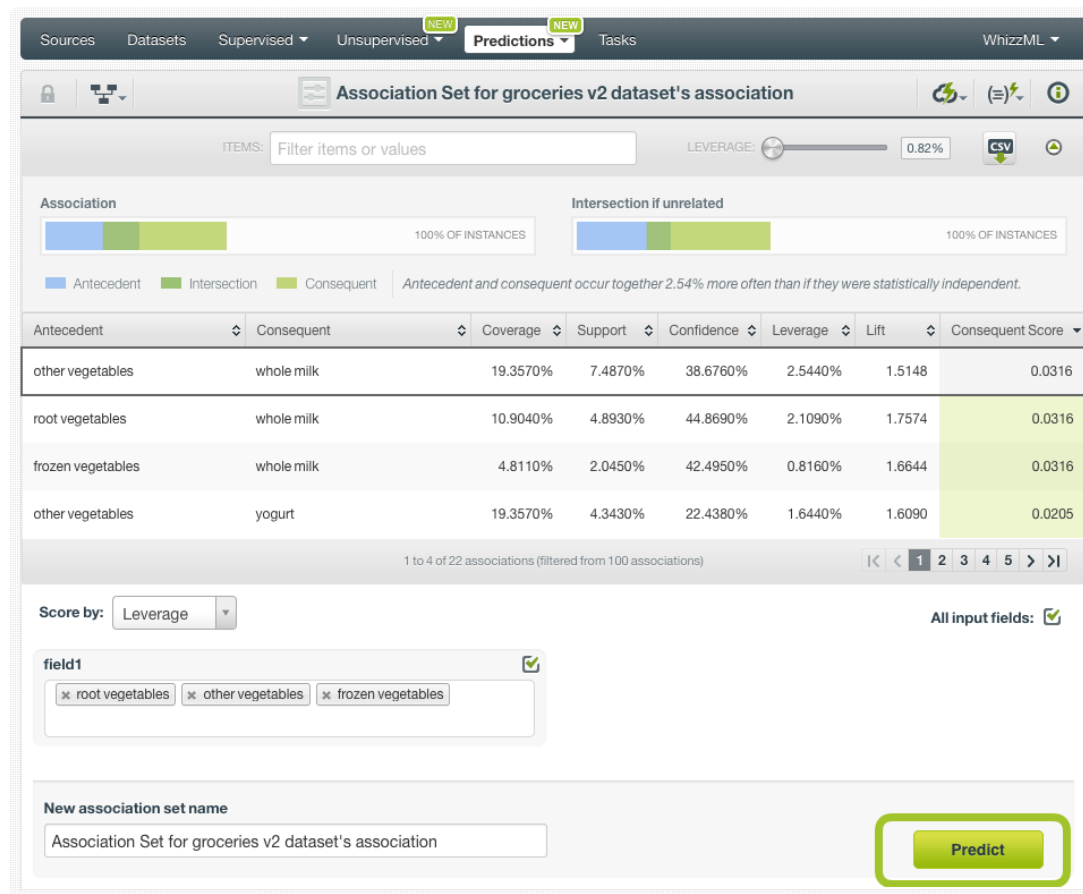 NEW NEW
Sources Datasets Supervised Unsupervised Predictions Tasks WhizzML
Association Set for groceries v2 dataset's association (=)
ITEMS: Filter items or values LEVERAGE: 0.82% CSV
Association Intersection if unrelated
100% OF INSTANCES 100% OF INSTANCES
Antecedent Intersection Consequent Antecedent and consequent occur together 2.54% more often than if they were statistically independent.
Antecedent Consequent Coverage Support Confidence Leverage Lift Consequent Score
other vegetables whole milk 19.3570% 7.4870% 38.6760% 2.5440% 1.5148 0.0316
root vegetables whole milk 10.9040% 4.8930% 44.8690% 2.1090% 1.7574 0.0316
frozen vegetables whole milk 4.8110% 2.0450% 42.4950% 0.8160% 1.6644 0.0316
other vegetables yogurt 19.3570% 4.3430% 22.4380% 1.6440% 1.6090 0.0205
1 to 4 of 22 associations (filtered from 100 associations) 1 2 3 4 5
Score by: Leverage All input fields:
field1
root vegetables other vegetables frozen vegetables
New association set name
Association Set for groceries v2 dataset's association
Predict